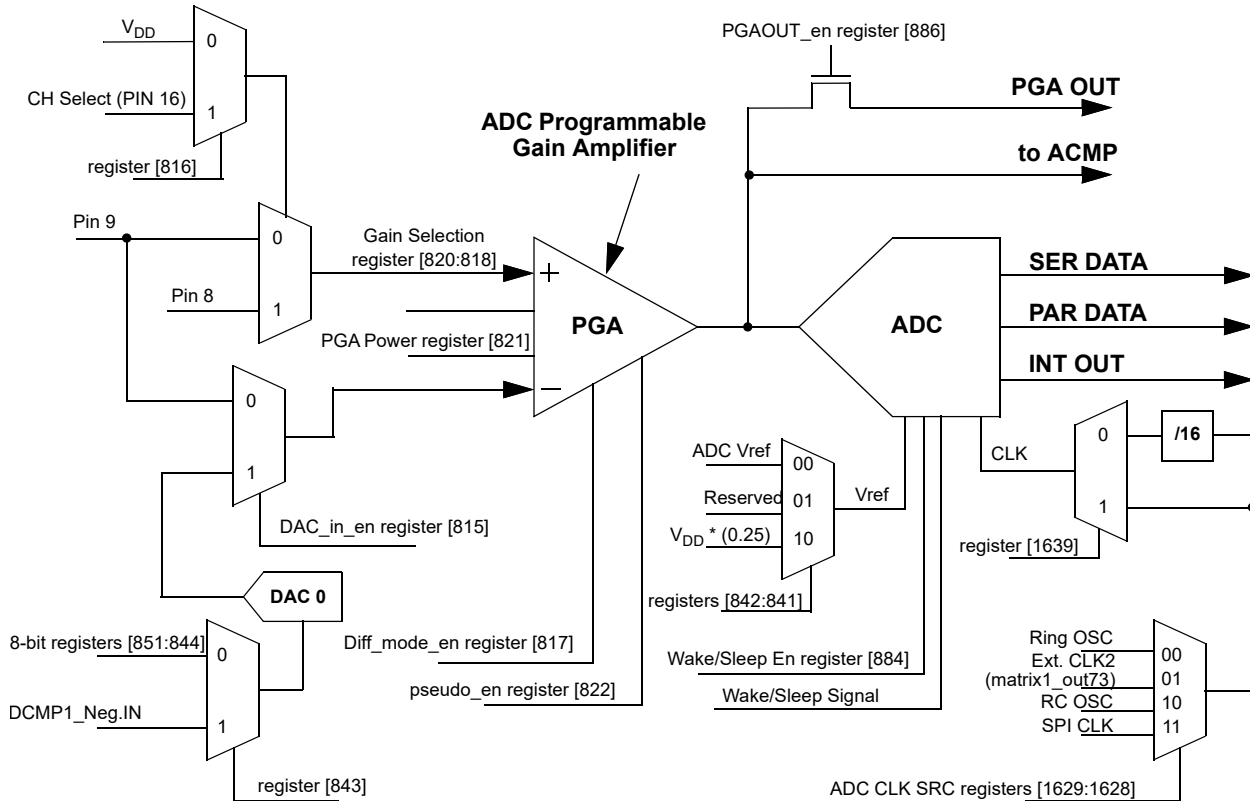 VDD
0
CH Select (PIN 16)
1
register [816]
PGAOUT_en register [886]
PGA OUT
to ACMP
ADC Programmable
Gain Amplifier
Pin 9
0
Pin 8
1
Gain Selection
register [820:818]
+
PGA
PGA Power register [821]
−
ADC
SER DATA
PAR DATA
INT OUT
0
1
DAC_in_en register [815]
DAC 0
8-bit registers [851:844]
0
DCMP1_Neg.IN
1
register [843]
Diff_mode_en register [817]
pseudo_en register [822]
ADC Vref
00
Reserved
01
VDD * (0.25)
10
Vref
registers [842:841]
Wake/Sleep En register [884]
Wake/Sleep Signal
CLK
0
/16
1
register [1639]
Ring OSC
00
Ext. CLK2
(matrix1_out73)
01
RC OSC
10
SPI CLK
11
ADC CLK SRC registers [1629:1628]